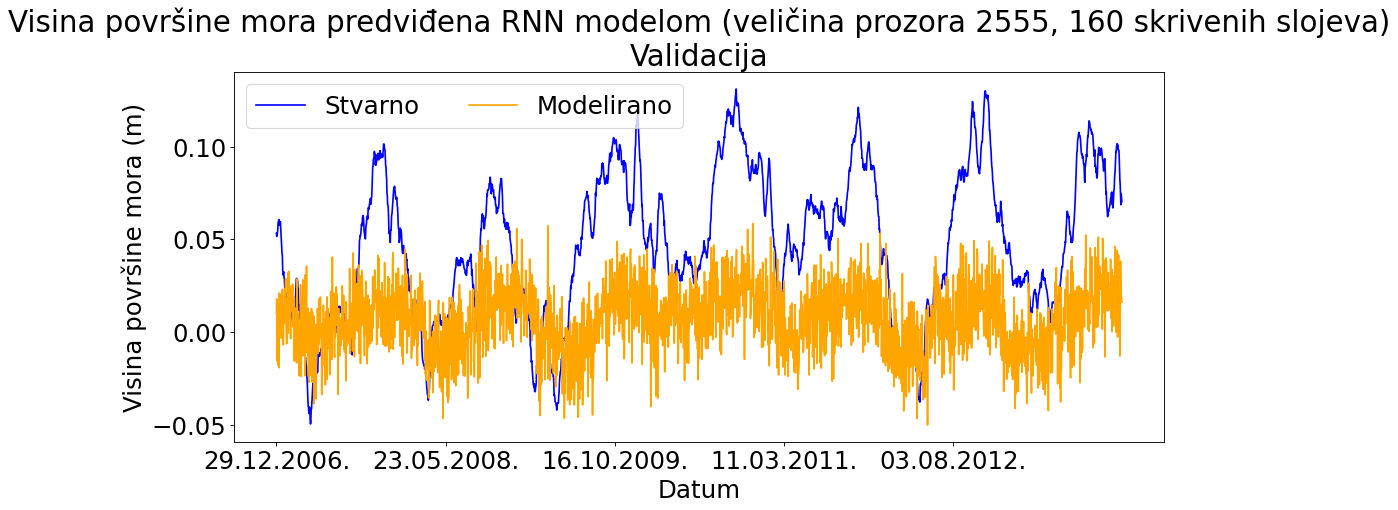 Visina površine mora predviđena RNN modelom (veličina prozora 2555, 160 skrivenih slojeva)
Validacija
Stvarno
Modelirano
Visina površine mora (m)
0.10
0.05
0.00
−0.05
29.12.2006.
23.05.2008.
16.10.2009.
11.03.2011.
03.08.2012.
Datum